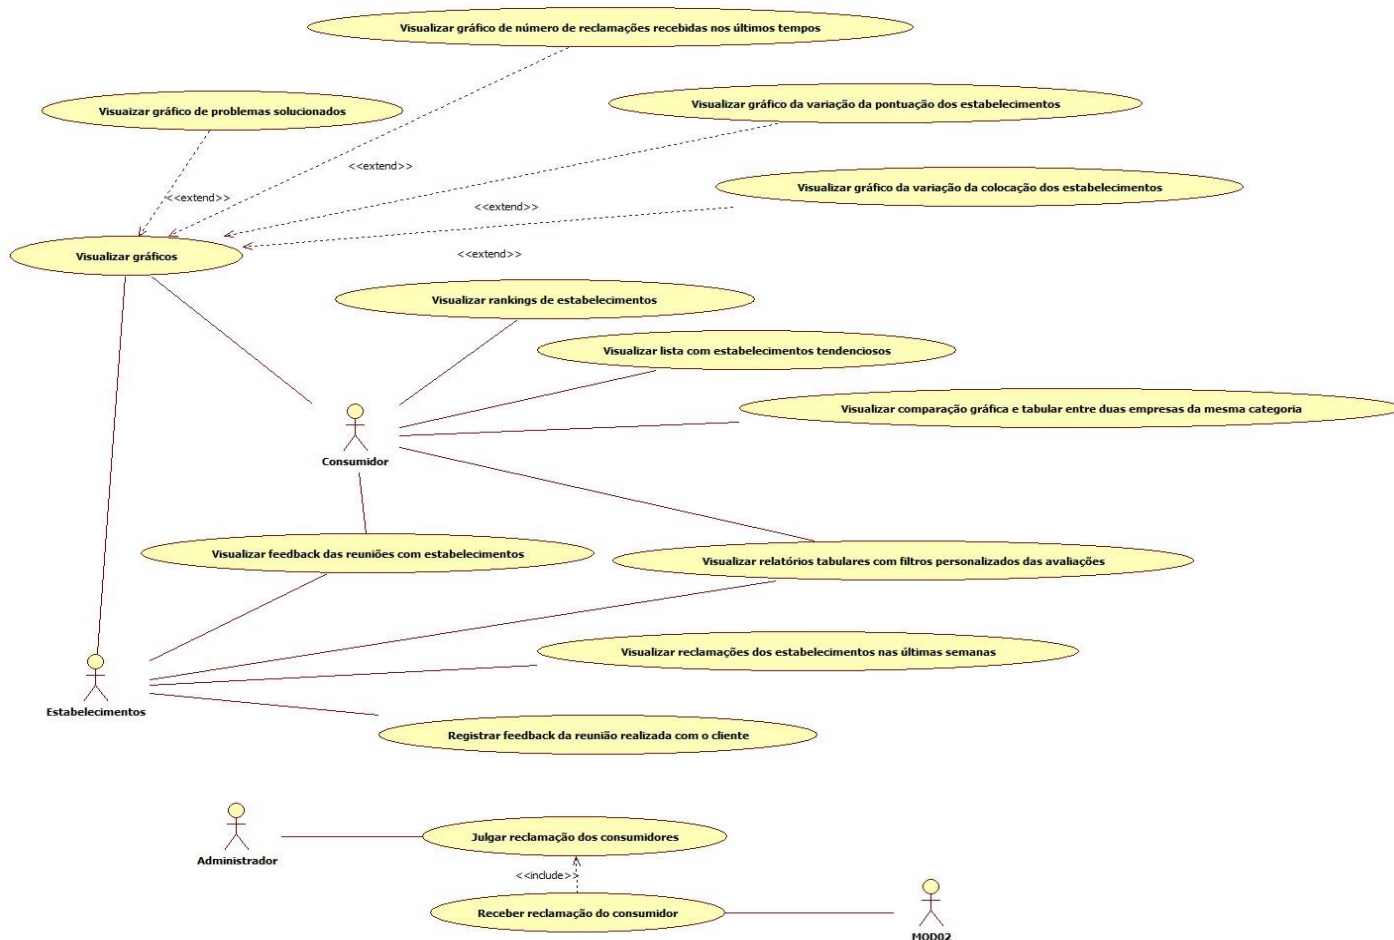 Visualizar gráfico de número de reclamações recebidas nos últimos tempos
Visuaizar gráfico de problemas solucionados
Visualizar gráfico da variação da pontuação dos estabelecimentos
<<extend>>
Visualizar gráfico da variação da colocação dos estabelecimentos
<<extend>>
<<extend>>
<<extend>>
Visualizar gráficos
Visualizar rankings de estabelecimentos
Visualizar lista com estabelecimentos tendenciosos
Visualizar comparação gráfica e tabular entre duas empresas da mesma categoria
Consumidor
Visualizar feedback das reuniões com estabelecimentos
Visualizar relatórios tabulares com filtros personalizados das avaliações
Visualizar reclamações dos estabelecimentos nas últimas semanas
Estabelecimentos
Registrar feedback da reunião realizada com o cliente
Julgar reclamação dos consumidores
Administrador
<<include>>
Receber reclamação do consumidor
MOD02